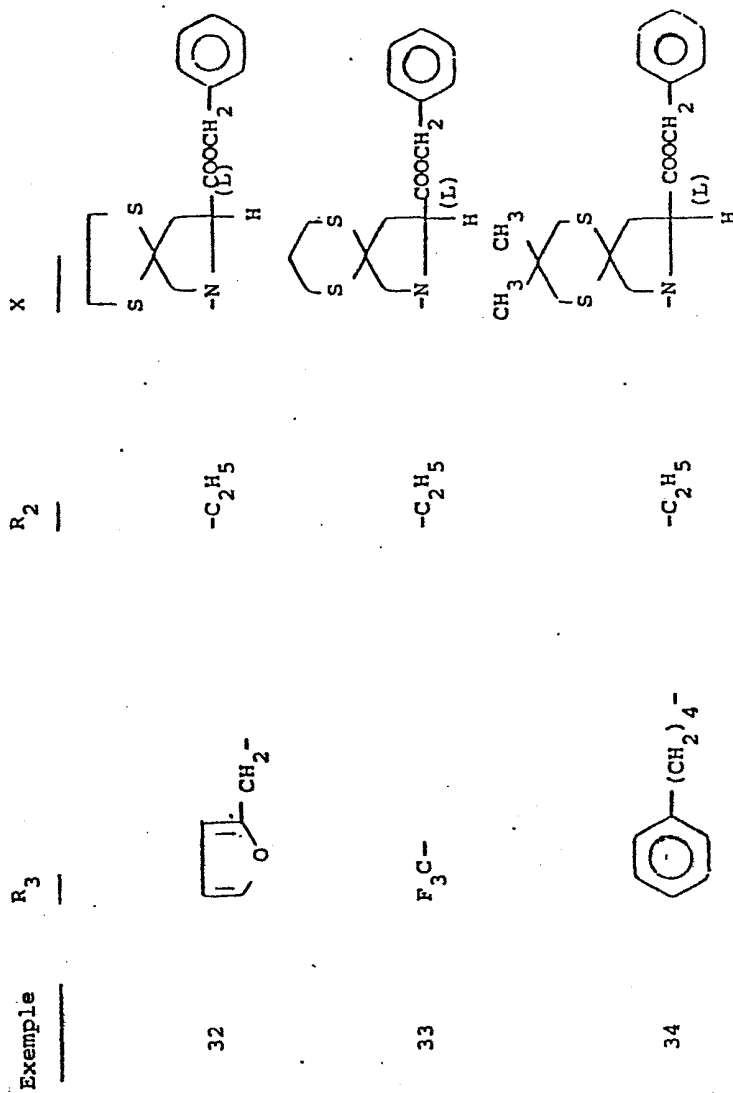 Exemple R3 R2 X
32 CH2- -C2H5 S S -N COOCH2 (L) H
O
33 F3C- -C2H5 S S -N COOCH2 (L) H
34 (CH2)4- -C2H5 CH3 CH3 S S -N COOCH2 (L) H